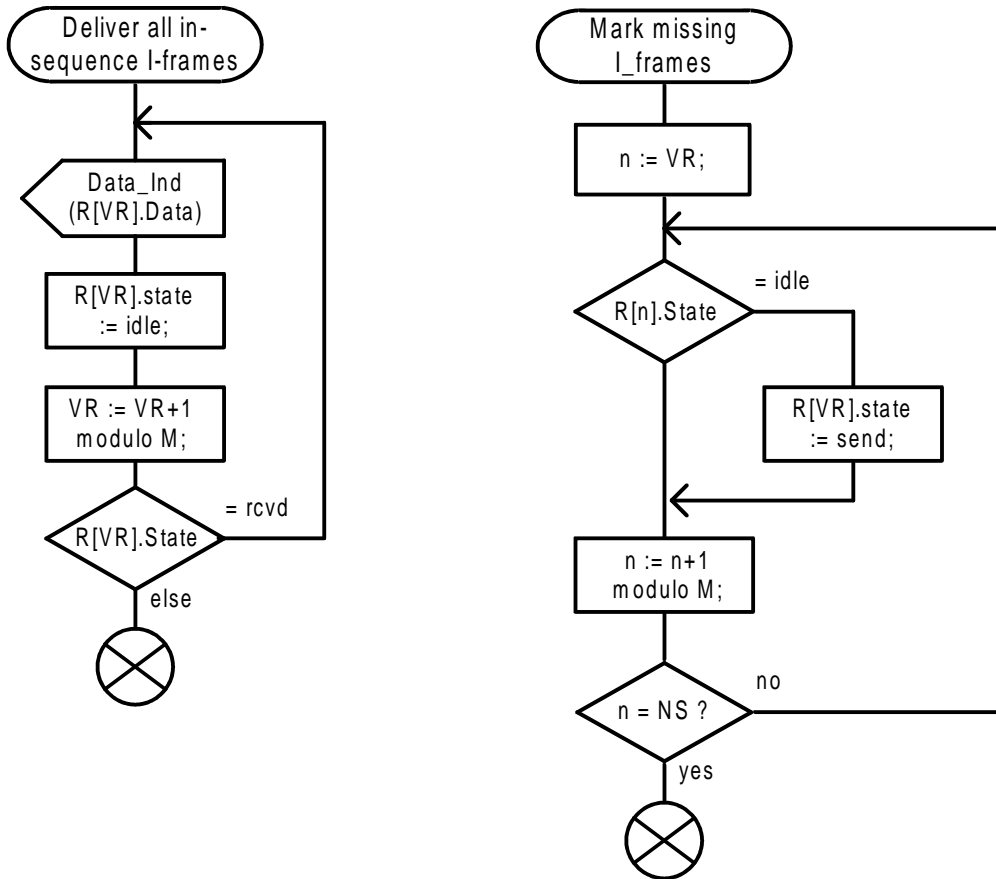 Deliver all in-
sequence I-frames
Data_Ind
(R[VR].Data)
R[VR].state
:= idle;
VR := VR+1
modulo M;
= rcvd
R[VR].State
else
Mark missing
I_frames
n := VR;
= idle
R[n].State
R[VR].state
:= send;
n := n+1
modulo M;
no
n = NS ?
yes